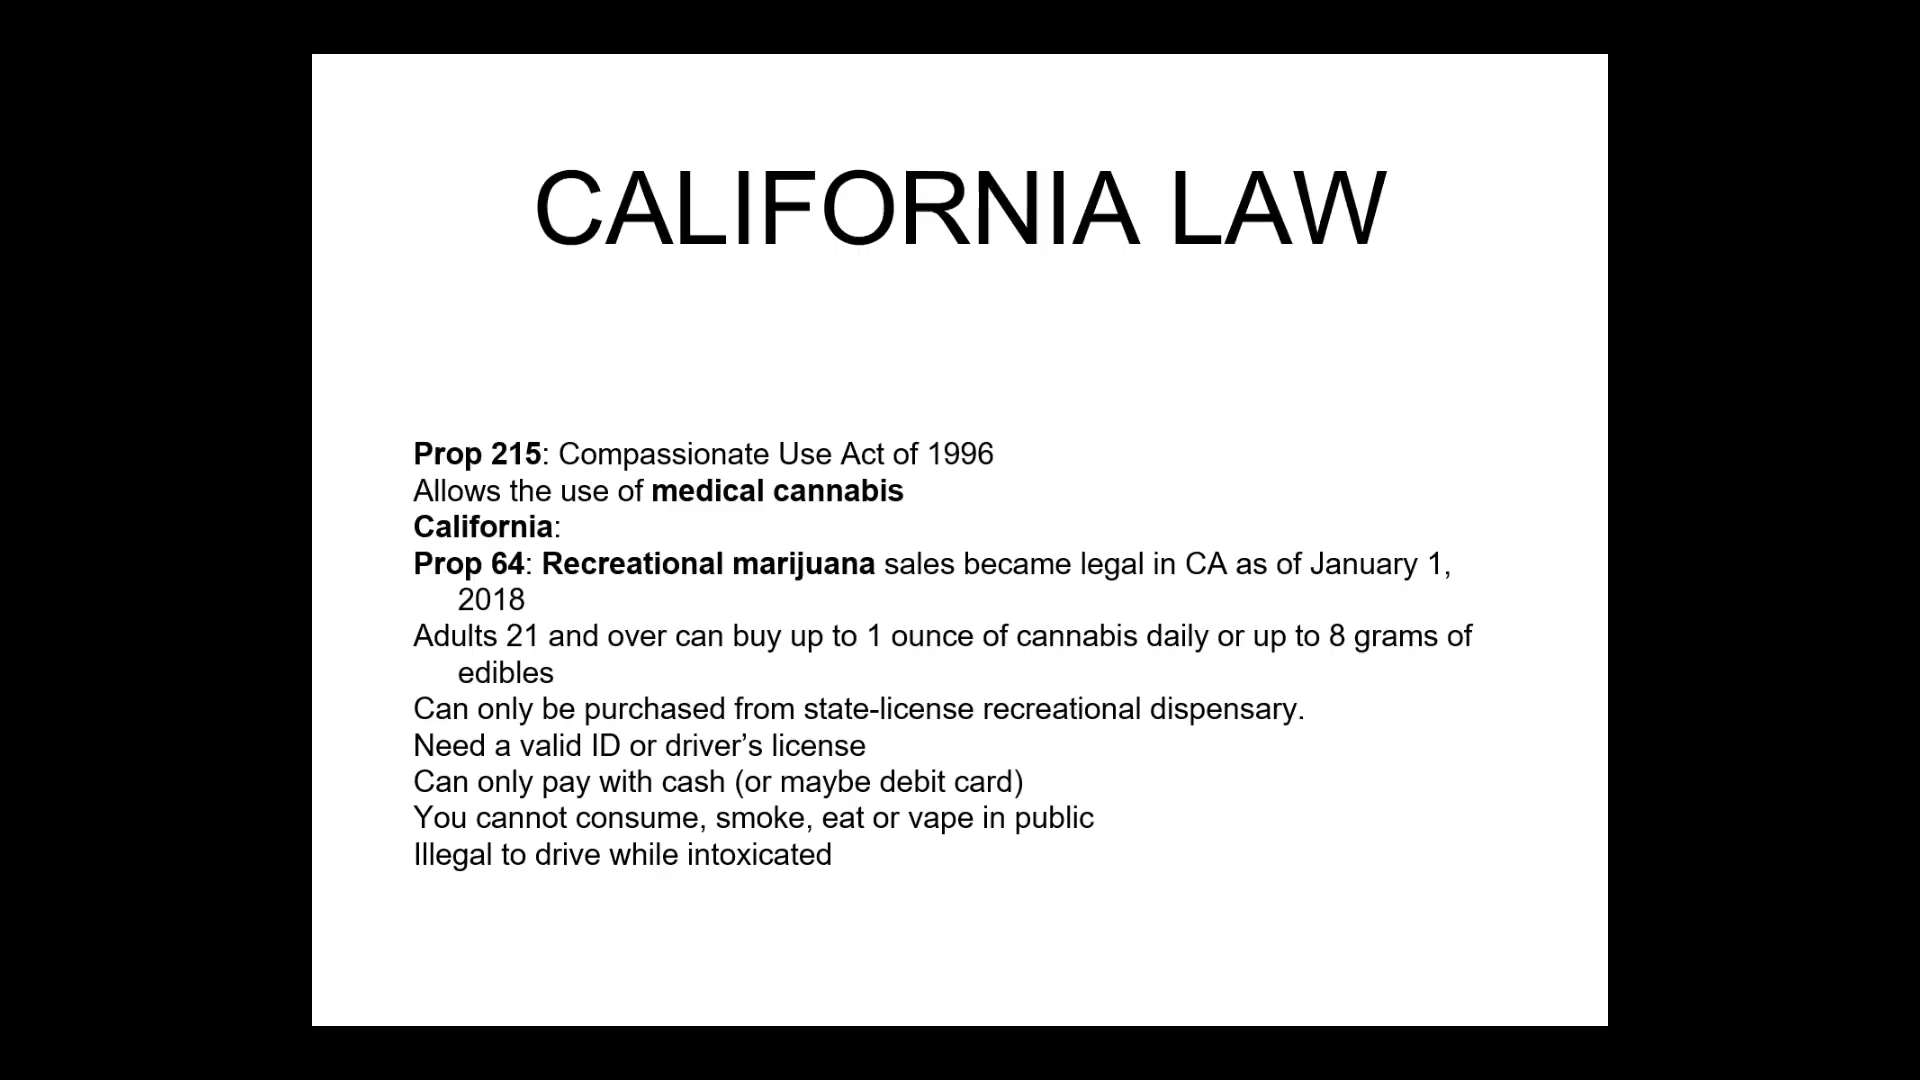 CALIFORNIA LAW
Prop 215: Compassionate Use Act of 1996
Allows the use of medical cannabis
California:
Prop 64: Recreational marijuana sales became legal in CA as of January 1,
2018
Adults 21 and over can buy up to 1 ounce of cannabis daily or up to 8 grams of
edibles
Can only be purchased from state-license recreational dispensary.
Need a valid ID or driver’s license
Can only pay with cash (or maybe debit card)
You cannot consume, smoke, eat or vape in public
Illegal to drive while intoxicated